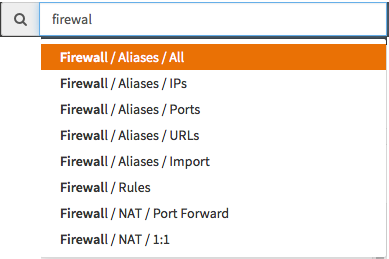 firewal
Firewall / Aliases / All
Firewall / Aliases / IPs
Firewall / Aliases / Ports
Firewall / Aliases / URLs
Firewall / Aliases / Import
Firewall / Rules
Firewall / NAT / Port Forward
Firewall / NAT / 1:1